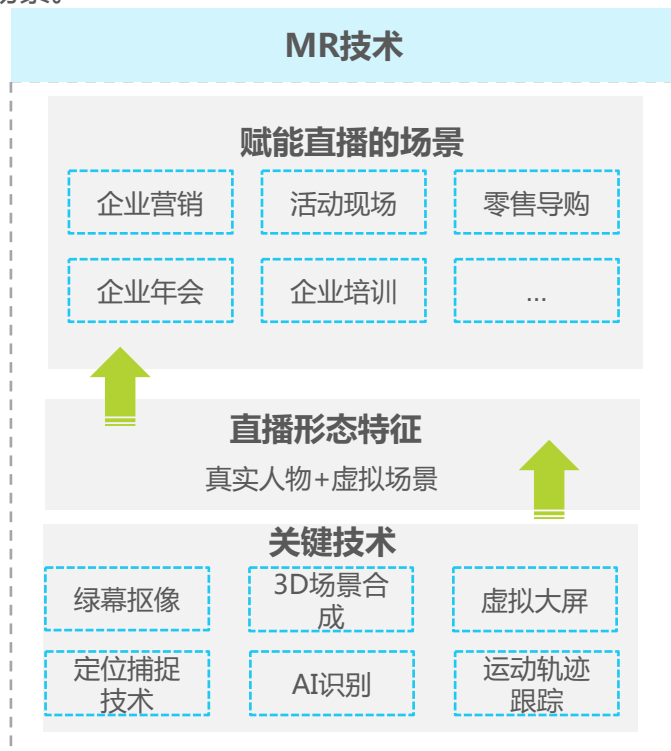 MR技术
赋能直播的场景
企业营销 活动现场 零售导购
企业年会 企业培训 ...
直播形态特征
真实人物+虚拟场景
关键技术
绿幕抠像 3D场景合
成 虚拟大屏
定位捕捉
技术 AI识别 运动轨迹
跟踪